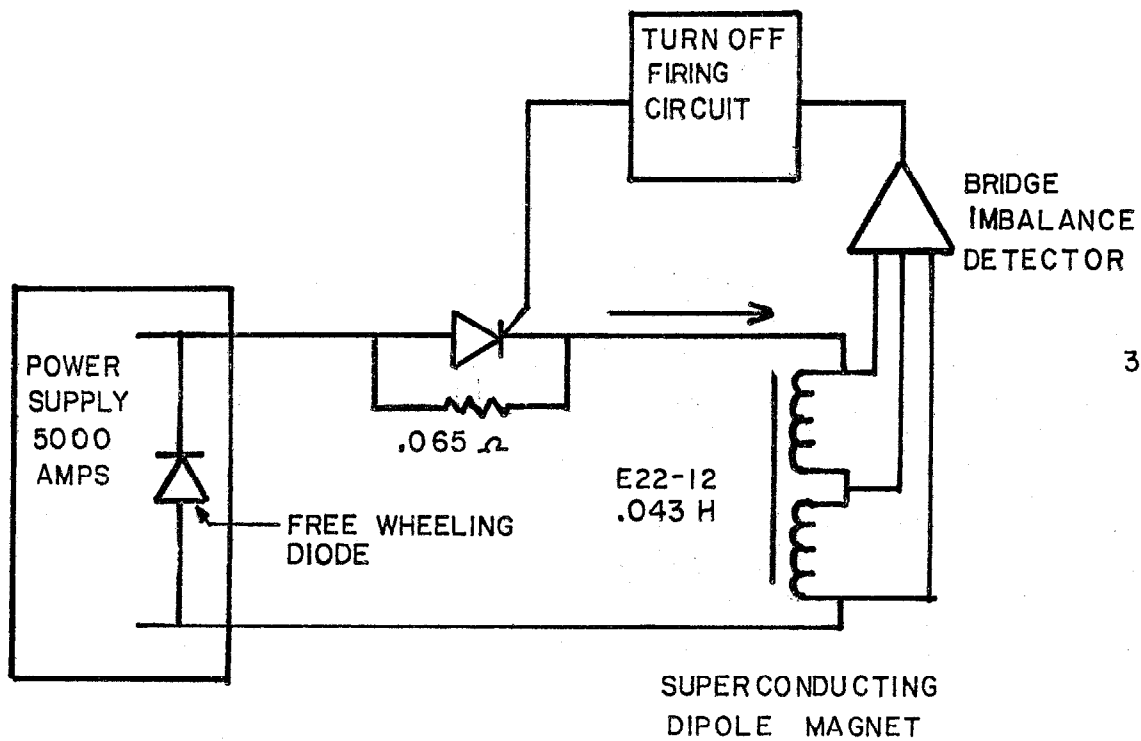 TURN OFF
FIRING
CIRCUIT
BRIDGE
IMBALANCE
DETECTOR
POWER
SUPPLY
5000
AMPS
.065 Ω
E22-12
.043 H
3
FREE WHEELING
DIODE
SUPERCONDUCTING
DIPOLE MAGNET